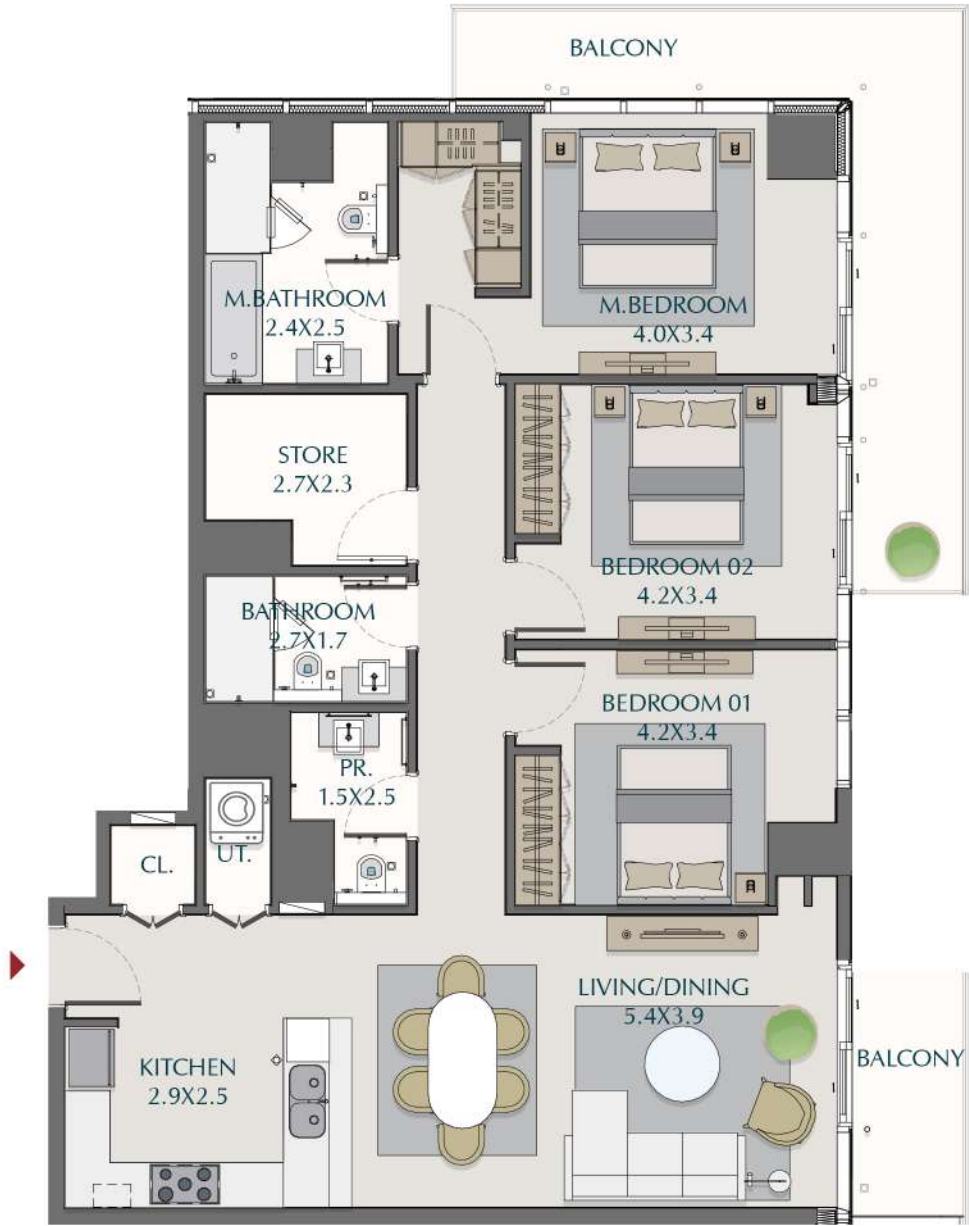 BALCONY
M.BATHROOM
2.4X2.5
M.BEDROOM
4.0X3.4
STORE
2.7X2.3
BEDROOM 02
4.2X3.4
BATHROOM
2.7X1.7
BEDROOM 01
4.2X3.4
PR.
1.5X2.5
CL.
UT.
LIVING/DINING
5.4X3.9
KITCHEN
2.9X2.5
BALCONY